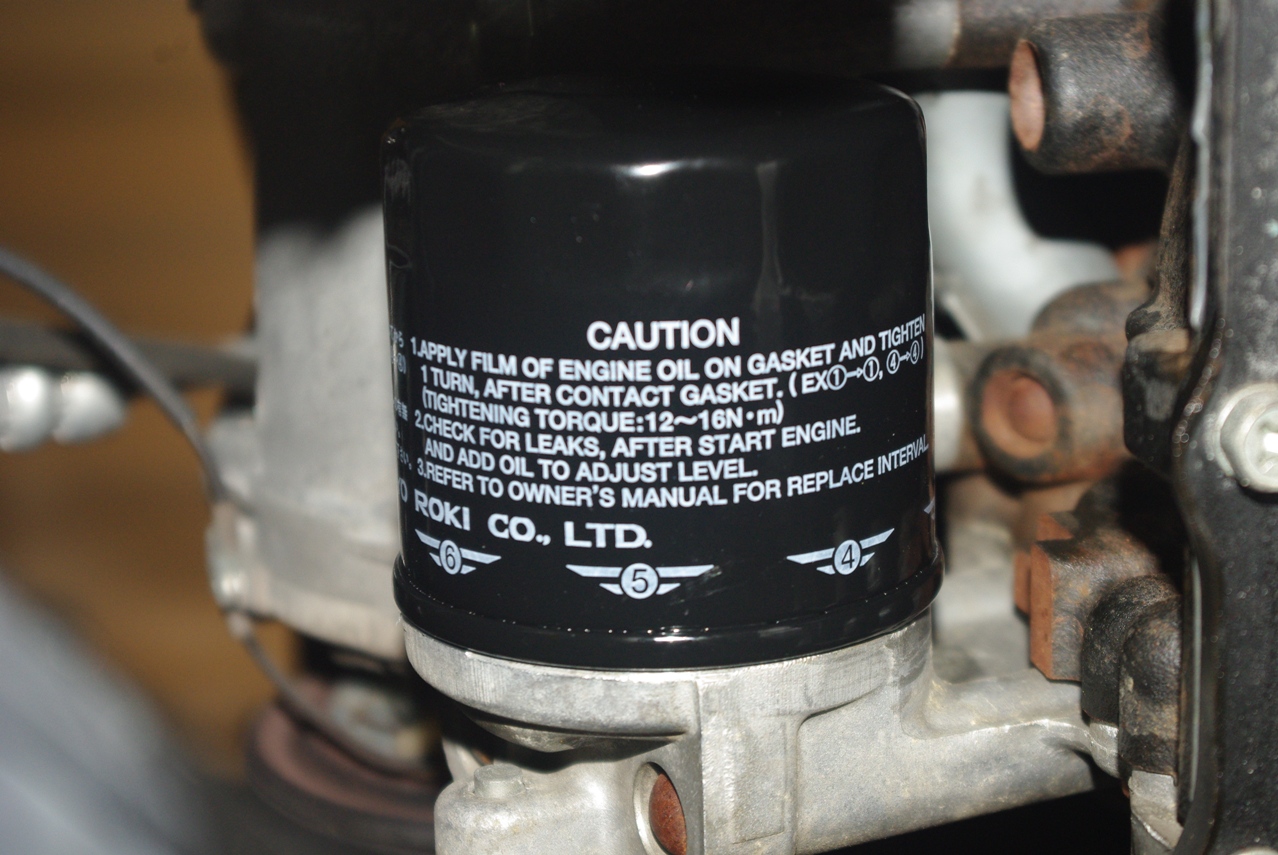 CAUTION
1.APPLY FILM OF ENGINE OIL ON GASKET AND TIGHTEN
1 TURN, AFTER CONTACT GASKET. (EX①→①, ④→④)
(TIGHTENING TORQUE:12～16N·m)
2.CHECK FOR LEAKS, AFTER START ENGINE.
AND ADD OIL TO ADJUST LEVEL.
3.REFER TO OWNER'S MANUAL FOR REPLACE INTERVAL
ROKI CO., LTD.
6 5 4